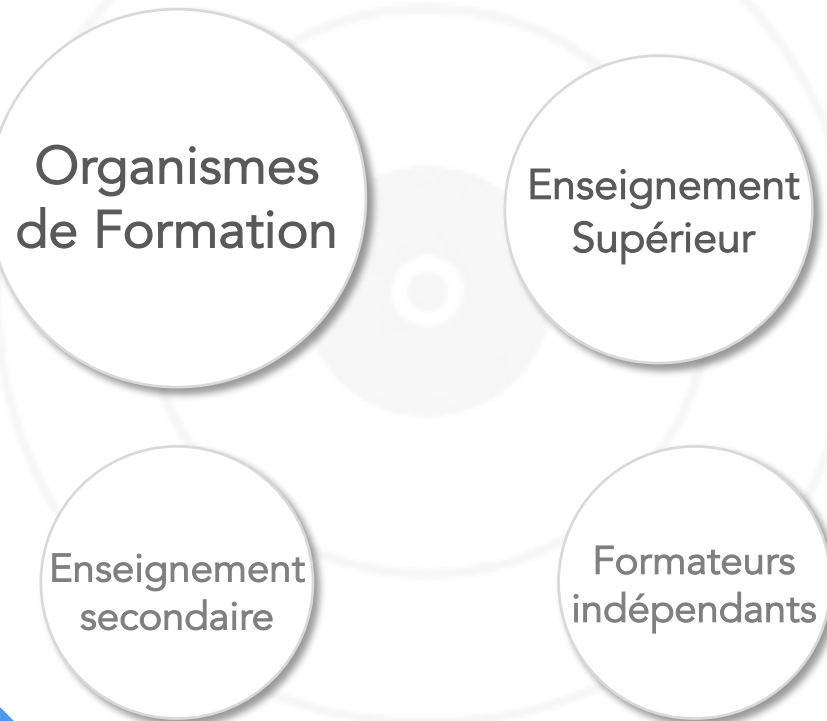 Organismes
de Formation
Enseignement
Supérieur
Enseignement
secondaire
Formateurs
indépendants